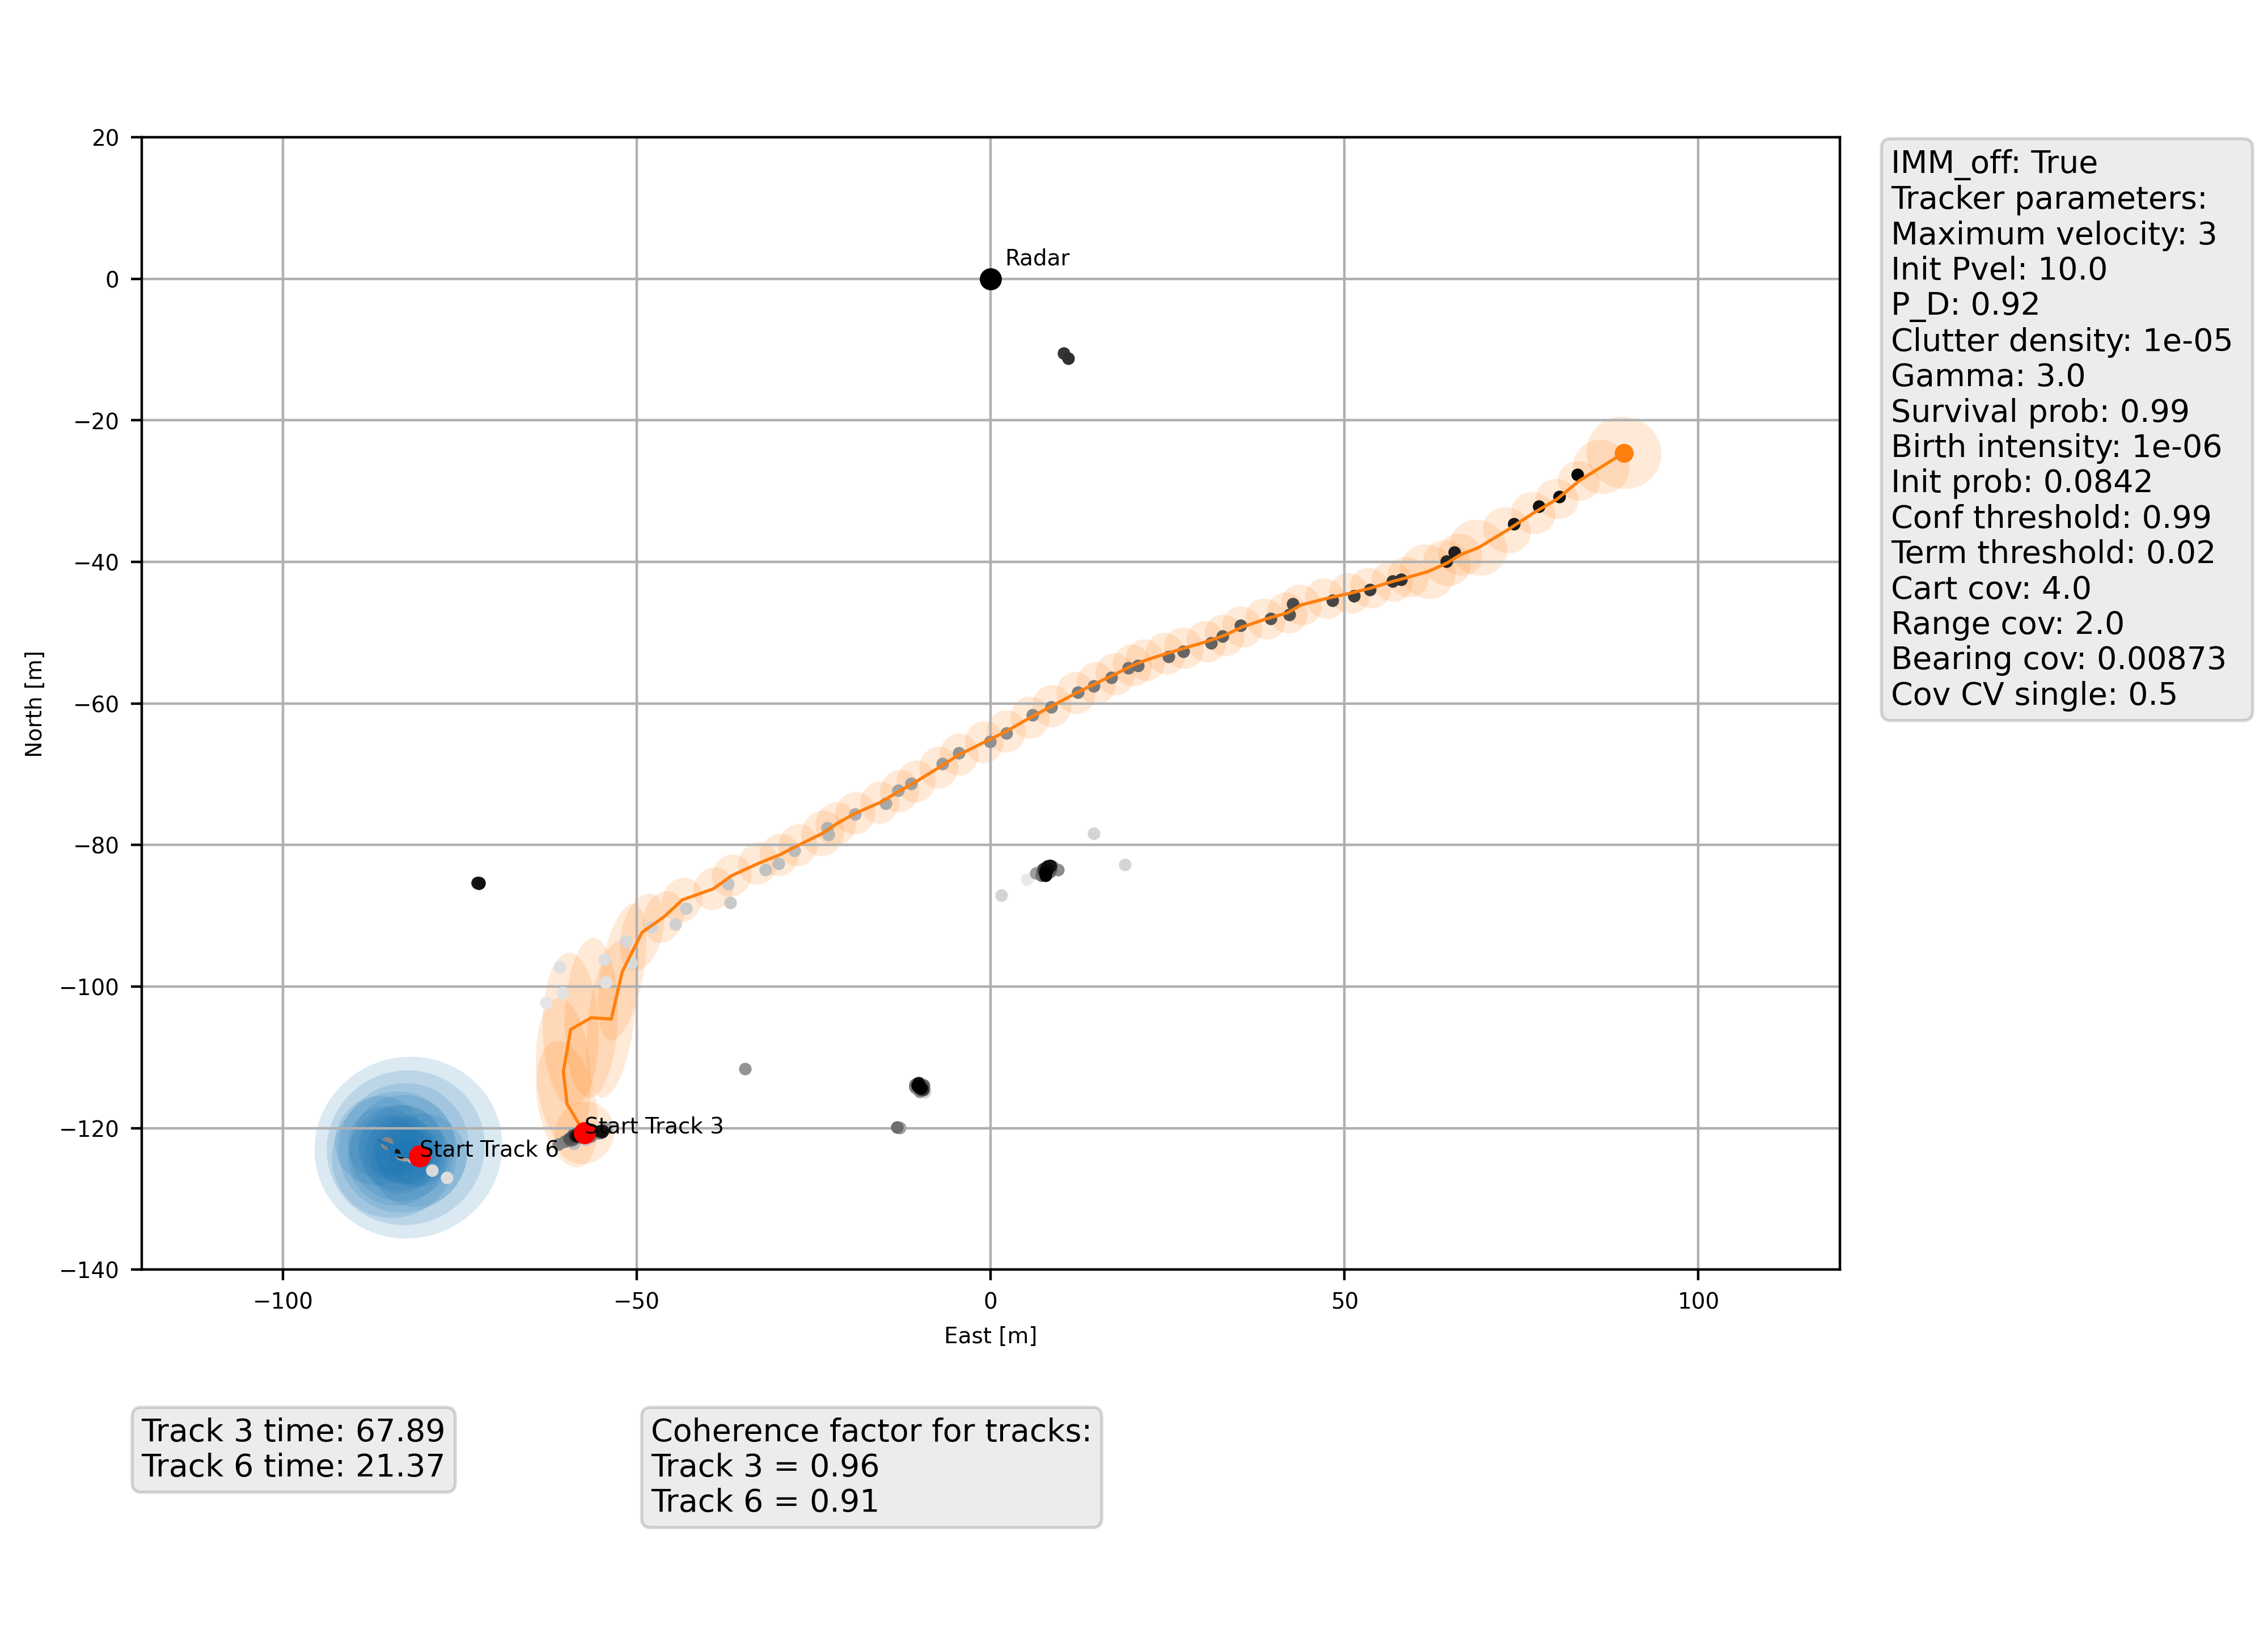 20
0
−20
−40
−60
−80
−100
−120
−140
North [m]
Radar
Start Track 3
Start Track 6
−100
−50
0
50
100
East [m]
IMM_off: True
Tracker parameters:
Maximum velocity: 3
Init Pvel: 10.0
P_D: 0.92
Clutter density: 1e-05
Gamma: 3.0
Survival prob: 0.99
Birth intensity: 1e-06
Init prob: 0.0842
Conf threshold: 0.99
Term threshold: 0.02
Cart cov: 4.0
Range cov: 2.0
Bearing cov: 0.00873
Cov CV single: 0.5
Track 3 time: 67.89
Track 6 time: 21.37
Coherence factor for tracks:
Track 3 = 0.96
Track 6 = 0.91